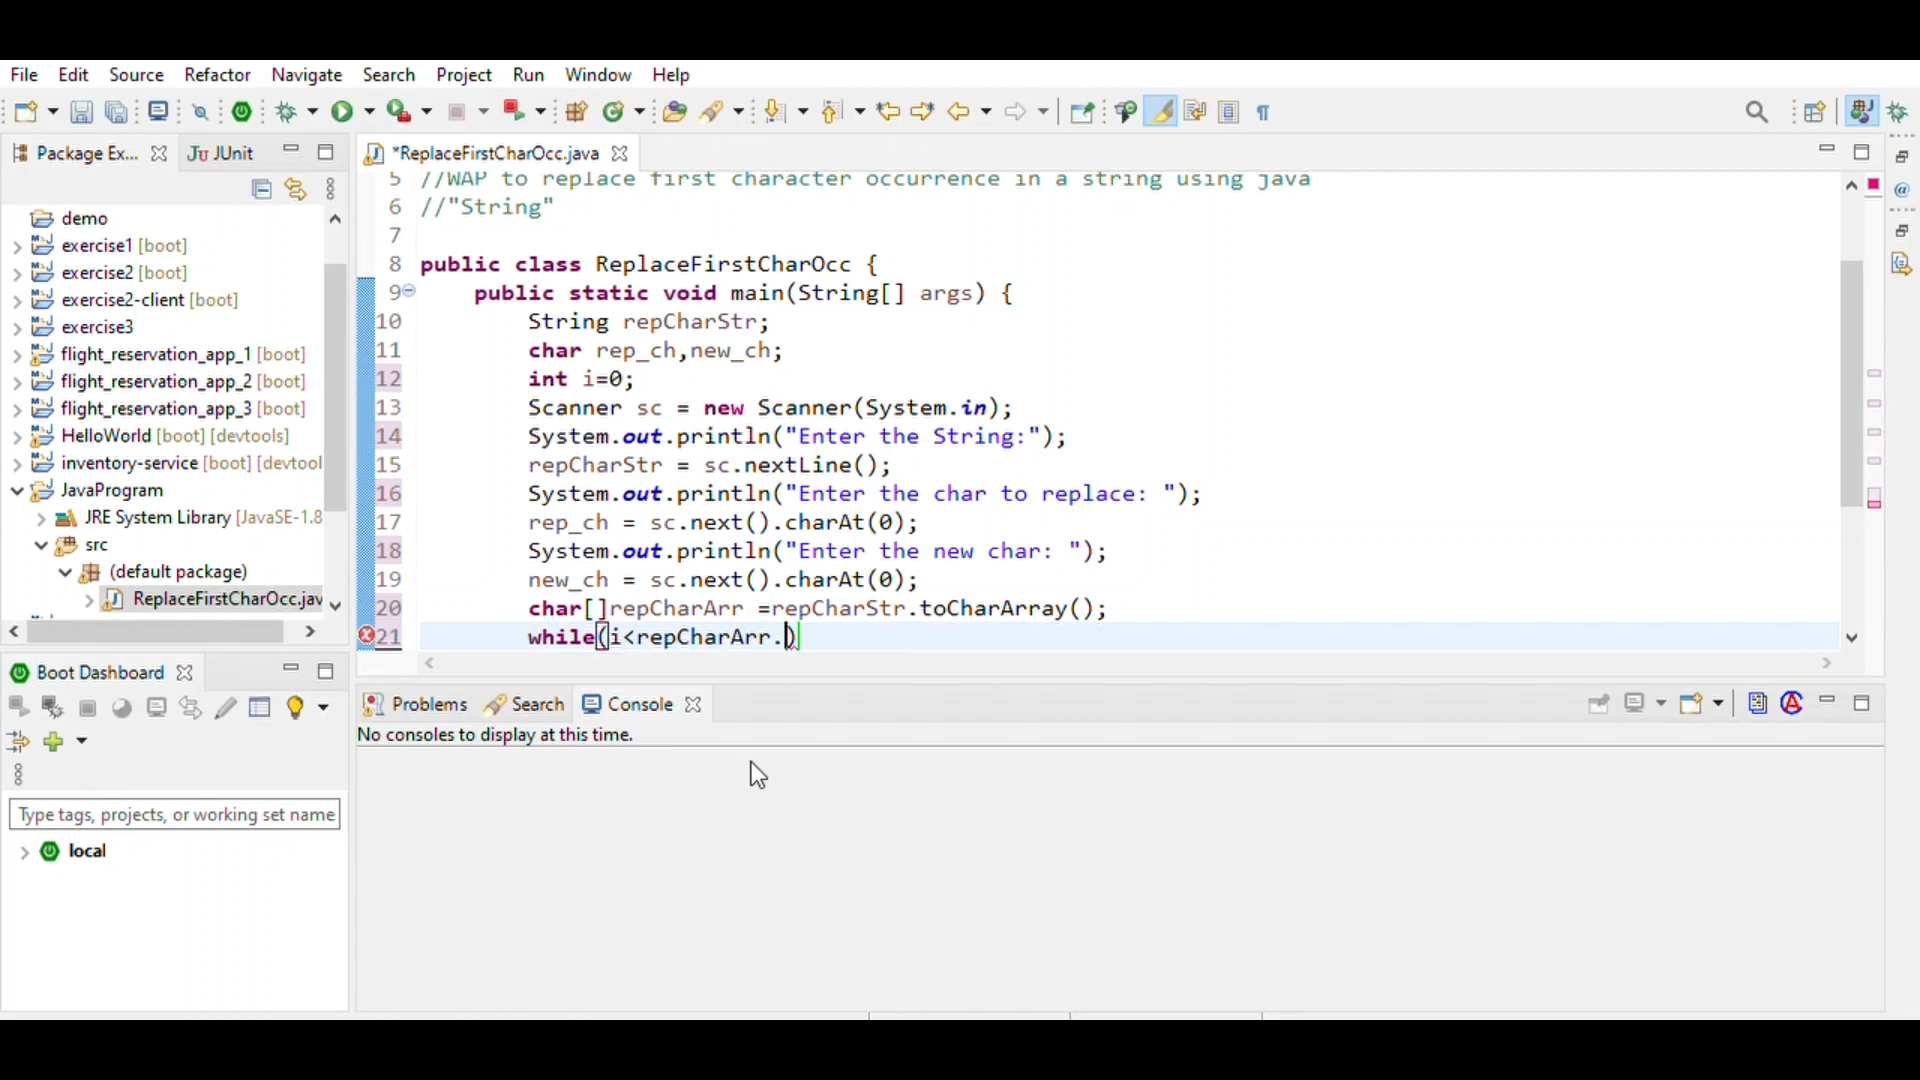 File Edit Source Refactor Navigate Search Project Run Window Help
Package Ex... JUnit
demo
exercise1 [boot]
exercise2 [boot]
exercise2-client [boot]
exercise3
flight_reservation_app_1 [boot]
flight_reservation_app_2 [boot]
flight_reservation_app_3 [boot]
HelloWorld [boot] [devtools]
inventory-service [boot] [devtool
JavaProgram
JRE System Library [JavaSE-1.8
src
(default package)
ReplaceFirstCharOcc.jav
*ReplaceFirstCharOcc.java
5 //WAP to replace first character occurrence in a string using java
6 //"String"
7
8 public class ReplaceFirstCharOcc {
9 public static void main(String[] args) {
10 String repCharStr;
11 char rep_ch,new_ch;
12 int i=0;
13 Scanner sc = new Scanner(System.in);
14 System.out.println("Enter the String:");
15 repCharStr = sc.nextLine();
16 System.out.println("Enter the char to replace: ");
17 rep_ch = sc.next().charAt(0);
18 System.out.println("Enter the new char: ");
19 new_ch = sc.next().charAt(0);
20 char[]repCharArr =repCharStr.toCharArray();
21 while(i<repCharArr.)
Boot Dashboard
Type tags, projects, or working set name
local
Problems Search Console
No consoles to display at this time.